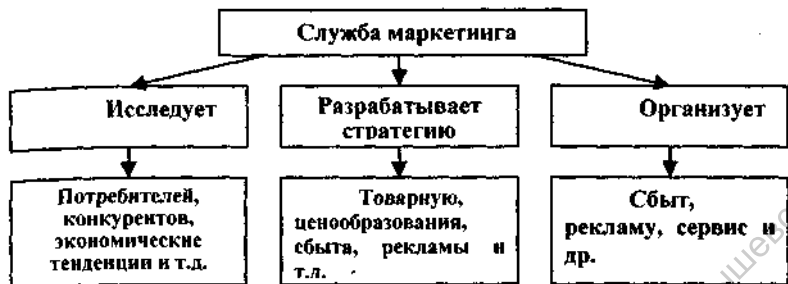 Служба маркетинга
Исследует
Разрабатывает
стратегию
Организует
Потребителей,
конкурентов,
экономические
тенденции и т.д.
Товарную,
ценообразования,
сбыта, рекламы и
т.д.
Сбыт,
рекламу, сервис и
др.